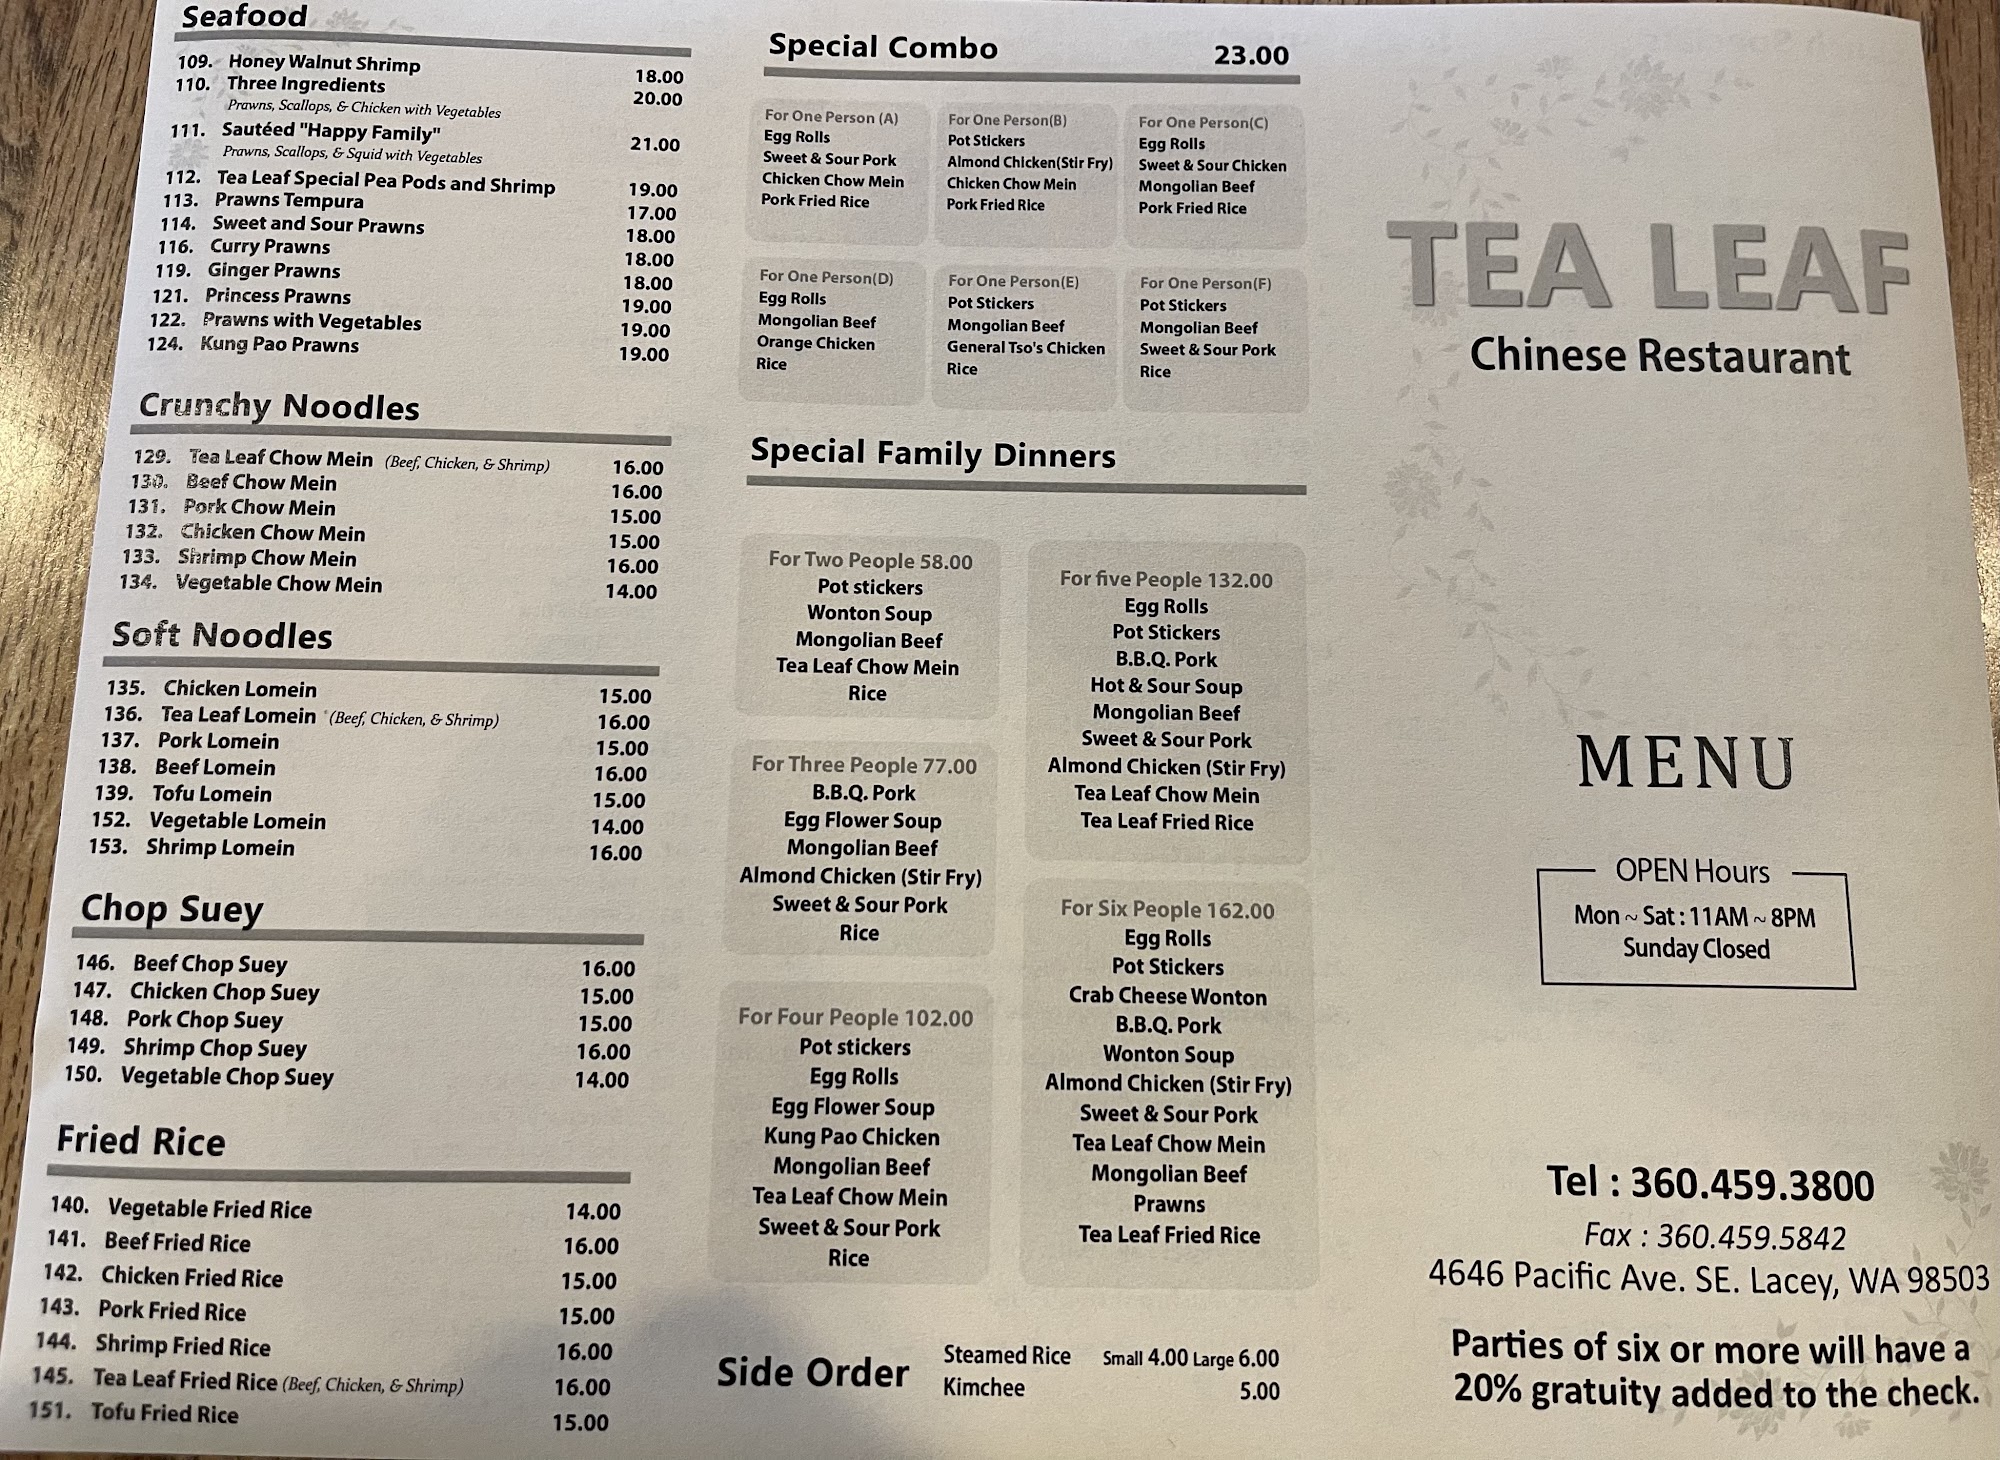 Seafood
109. Honey Walnut Shrimp 18.00
110. Three Ingredients 20.00
Prawns, Scallops, & Chicken with Vegetables
111. Sautéed "Happy Family" 21.00
Prawns, Scallops, & Squid with Vegetables
112. Tea Leaf Special Pea Pods and Shrimp 19.00
113. Prawns Tempura 17.00
114. Sweet and Sour Prawns 18.00
116. Curry Prawns 18.00
119. Ginger Prawns 18.00
121. Princess Prawns 19.00
122. Prawns with Vegetables 19.00
124. Kung Pao Prawns 19.00
Crunchy Noodles
129. Tea Leaf Chow Mein (Beef, Chicken, & Shrimp) 16.00
130. Beef Chow Mein 16.00
131. Pork Chow Mein 15.00
132. Chicken Chow Mein 15.00
133. Shrimp Chow Mein 16.00
134. Vegetable Chow Mein 14.00
Soft Noodles
135. Chicken Lomein 15.00
136. Tea Leaf Lomein (Beef, Chicken, & Shrimp) 16.00
137. Pork Lomein 15.00
138. Beef Lomein 16.00
139. Tofu Lomein 15.00
152. Vegetable Lomein 14.00
153. Shrimp Lomein 16.00
Chop Suey
146. Beef Chop Suey 16.00
147. Chicken Chop Suey 15.00
148. Pork Chop Suey 15.00
149. Shrimp Chop Suey 16.00
150. Vegetable Chop Suey 14.00
Fried Rice
140. Vegetable Fried Rice 14.00
141. Beef Fried Rice 16.00
142. Chicken Fried Rice 15.00
143. Pork Fried Rice 15.00
144. Shrimp Fried Rice 16.00
145. Tea Leaf Fried Rice (Beef, Chicken, & Shrimp) 16.00
151. Tofu Fried Rice 15.00
Special Combo 23.00
For One Person (A)
Egg Rolls
Sweet & Sour Pork
Chicken Chow Mein
Pork Fried Rice
For One Person(B)
Pot Stickers
Almond Chicken(Stir Fry)
Chicken Chow Mein
Pork Fried Rice
For One Person(C)
Egg Rolls
Sweet & Sour Chicken
Mongolian Beef
Pork Fried Rice
For One Person(D)
Egg Rolls
Mongolian Beef
Orange Chicken
Rice
For One Person(E)
Pot Stickers
Mongolian Beef
General Tso's Chicken
Rice
For One Person(F)
Pot Stickers
Mongolian Beef
Sweet & Sour Pork
Rice
Special Family Dinners
For Two People 58.00
Pot stickers
Wonton Soup
Mongolian Beef
Tea Leaf Chow Mein
Rice
For Three People 77.00
B.B.Q. Pork
Egg Flower Soup
Mongolian Beef
Almond Chicken (Stir Fry)
Sweet & Sour Pork
Rice
For Four People 102.00
Pot stickers
Egg Rolls
Egg Flower Soup
Kung Pao Chicken
Mongolian Beef
Tea Leaf Chow Mein
Sweet & Sour Pork
Rice
For five People 132.00
Egg Rolls
Pot Stickers
B.B.Q. Pork
Hot & Sour Soup
Mongolian Beef
Sweet & Sour Pork
Almond Chicken (Stir Fry)
Tea Leaf Chow Mein
Tea Leaf Fried Rice
For Six People 162.00
Egg Rolls
Pot Stickers
Crab Cheese Wonton
B.B.Q. Pork
Wonton Soup
Almond Chicken (Stir Fry)
Sweet & Sour Pork
Tea Leaf Chow Mein
Mongolian Beef
Prawns
Tea Leaf Fried Rice
Side Order
Steamed Rice Small 4.00 Large 6.00
Kimchee 5.00
TEA LEAF
Chinese Restaurant
MENU
OPEN Hours
Mon ~ Sat : 11AM ~ 8PM
Sunday Closed
Tel : 360.459.3800
Fax : 360.459.5842
4646 Pacific Ave. SE. Lacey, WA 98503
Parties of six or more will have a
20% gratuity added to the check.